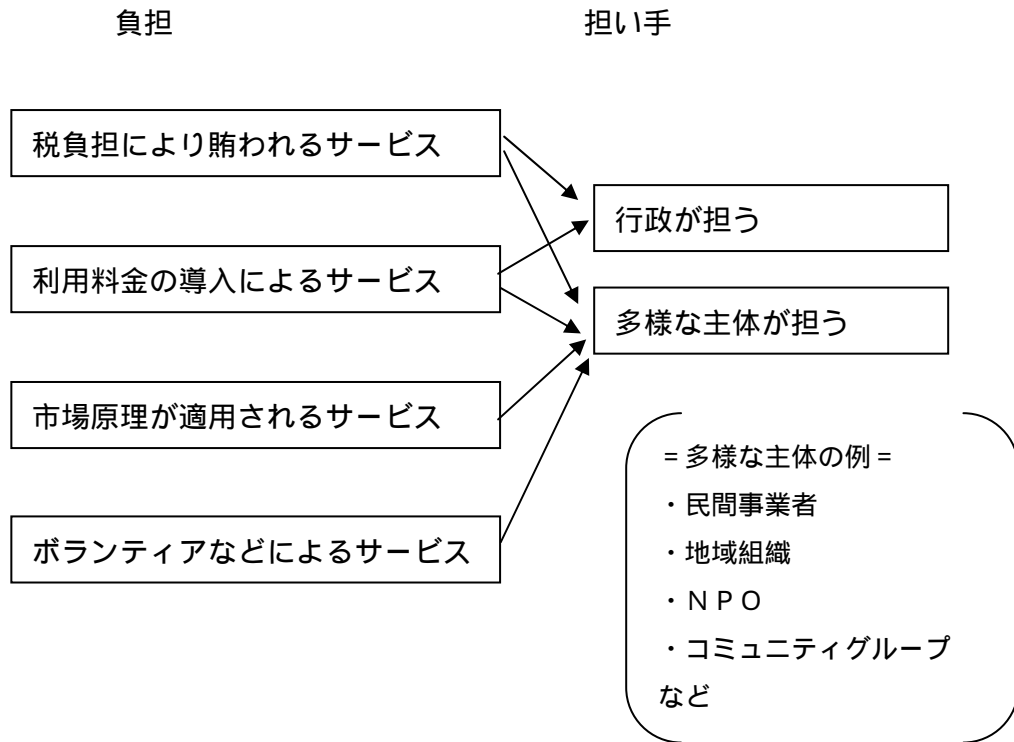 負担
担い手
税負担により賄われるサービス
行政が担う
利用料金の導入によるサービス
多様な主体が担う
市場原理が適用されるサービス
ボランティアなどによるサービス
=多様な主体の例=
・民間事業者
・地域組織
・NPO
・コミュニティグループ
など